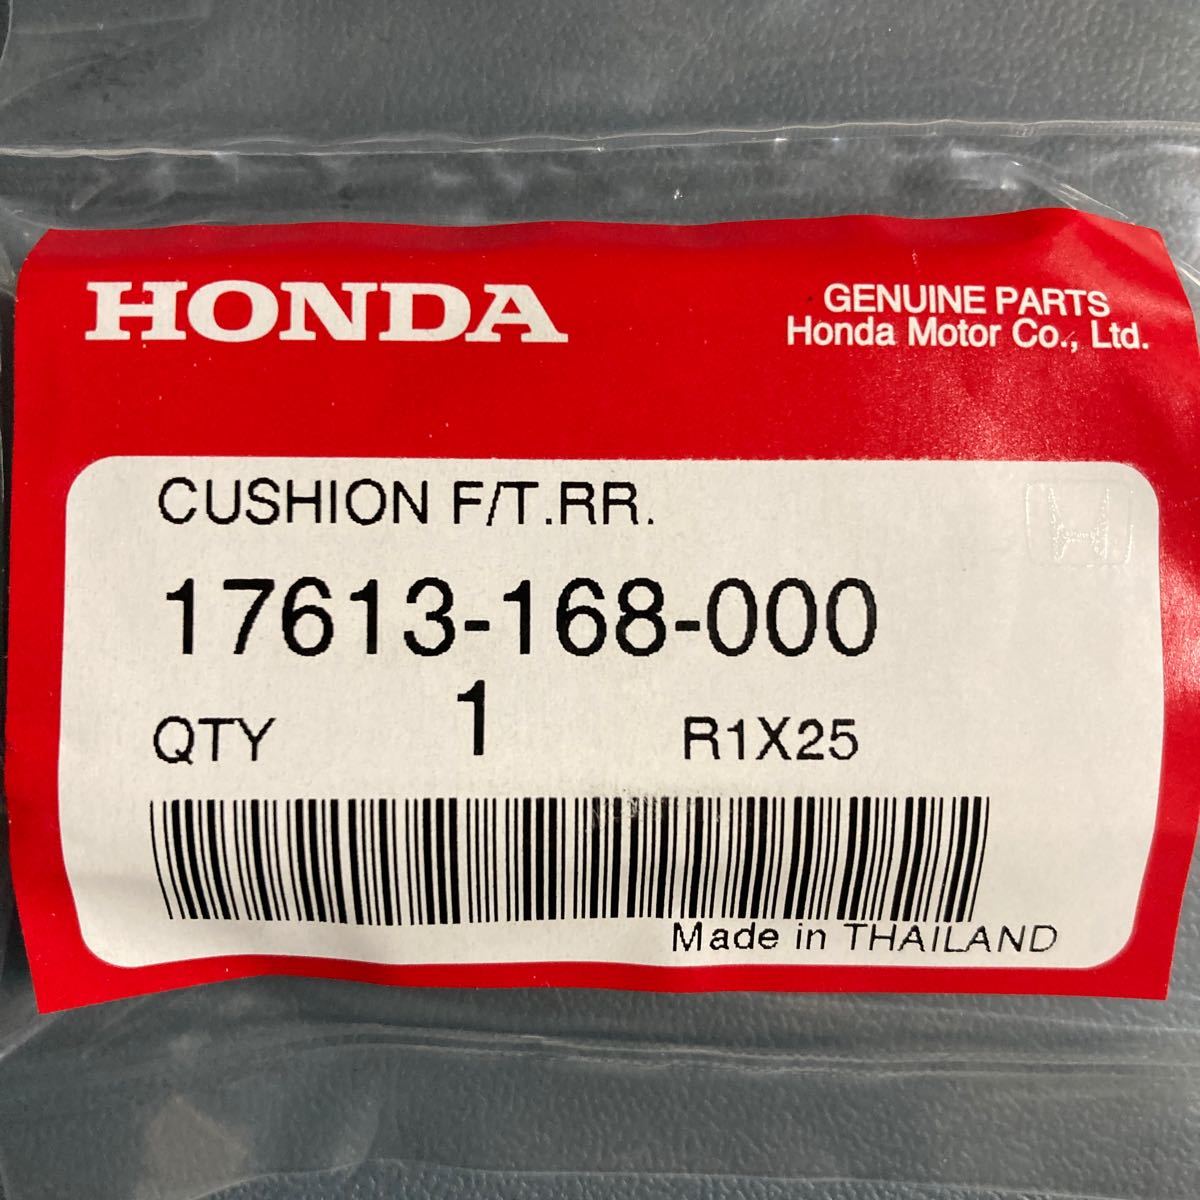 HONDA
GENUINE PARTS
Honda Motor Co., Ltd.
CUSHION F/T.RR.
17613-168-000
QTY 1 R1X25
Made in THAILAND